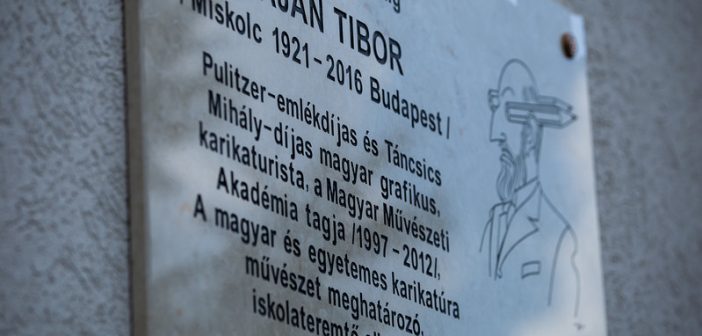 TIBOR
Miskolc 1921-2016 Budapest/
Pulitzer-emlékdíjas és Táncsics
Mihály-díjas magyar grafikus,
karikaturista, a Magyar Művészeti
Akadémia tagja /1997-2012/,
A magyar és egyetemes karikatúra
művészet meghatározó,
iskolateremtő